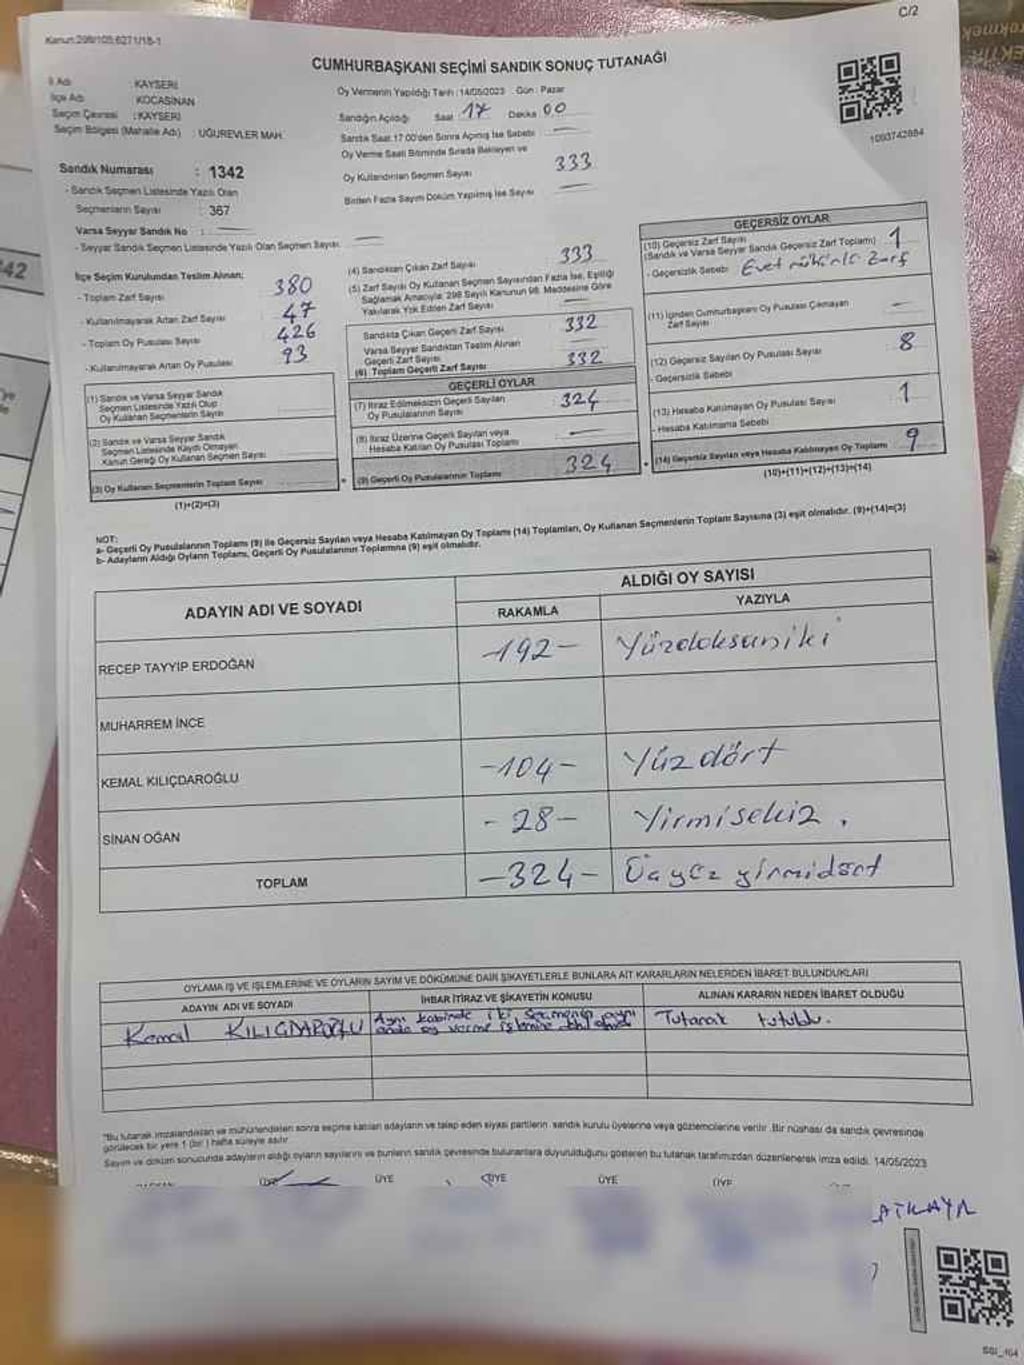 C/2
Kanun:298/105;6271/18-1
CUMHURBAŞKANI SEÇİMİ SANDIK SONUÇ TUTANAĞI
İl Adı : KAYSERİ
İlçe Adı : KOCASİNAN
Seçim Çevresi : KAYSERİ
Seçim Bölgesi (Mahalle Adı) : UĞUREVLER MAH.
Oy Vermenin Yapıldığı Tarih :14/05/2023 Gün : Pazar
Sandığın Açıldığı Saat 17 Dakika 00
Sandık Saat 17.00'den Sonra Açılmış İse Sebebi —
Oy Verme Saati Bitiminde Sırada Bekleyen ve
Oy Kullandırılan Seçmen Sayısı 333
Birden Fazla Sayım Döküm Yapılmış İse Sayısı —
1093742884
Sandık Numarası : 1342
- Sandık Seçmen Listesinde Yazılı Olan
Seçmenlerin Sayısı : 367
Varsa Seyyar Sandık No : —
- Seyyar Sandık Seçmen Listesinde Yazılı Olan Seçmen Sayısı: —
İlçe Seçim Kurulundan Teslim Alınan;
- Toplam Zarf Sayısı 380
- Kullanılmayarak Artan Zarf Sayısı 47
- Toplam Oy Pusulası Sayısı 426
- Kullanılmayarak Artan Oy Pusulası 93
(1) Sandık ve Varsa Seyyar Sandık
Seçmen Listesinde Yazılı Olup
Oy Kullanan Seçmenlerin Sayısı
(2) Sandık ve Varsa Seyyar Sandık
Seçmen Listesinde Kaydı Olmayan
Kanun Gereği Oy Kullanan Seçmen Sayısı
(3) Oy Kullanan Seçmenlerin Toplam Sayısı
(1)+(2)=(3)
(4) Sandıktan Çıkan Zarf Sayısı 333
(5) Zarf Sayısı Oy Kullanan Seçmen Sayısından Fazla İse, Eşitliği
Sağlamak Amacıyla; 298 Sayılı Kanunun 98. Maddesine Göre
Yakılarak Yok Edilen Zarf Sayısı —
Sandıkta Çıkan Geçerli Zarf Sayısı 332
Varsa Seyyar Sandıktan Teslim Alınan
Geçerli Zarf Sayısı —
(6) Toplam Geçerli Zarf Sayısı 332
GEÇERLİ OYLAR
(7) İtiraz Edilmeksizin Geçerli Sayılan
Oy Pusulalarının Sayısı 324
(8) İtiraz Üzerine Geçerli Sayılan veya
Hesaba Katılan Oy Pusulası Toplamı —
(9) Geçerli Oy Pusulalarının Toplamı 324
GEÇERSİZ OYLAR
(10) Geçersiz Zarf Sayısı
(Sandık ve Varsa Seyyar Sandık Geçersiz Zarf Toplamı) 1
- Geçersizlik Sebebi Evet mühürlü Zarf
(11) İçinden Cumhurbaşkanı Oy Pusulası Çıkmayan
Zarf Sayısı —
(12) Geçersiz Sayılan Oy Pusulası Sayısı 8
- Geçersizlik Sebebi
(13) Hesaba Katılmayan Oy Pusulası Sayısı 1
- Hesaba Katılmama Sebebi
(14) Geçersiz Sayılan veya Hesaba Katılmayan Oy Toplamı 9
(10)+(11)+(12)+(13)=(14)
NOT:
a- Geçerli Oy Pusulalarının Toplamı (9) ile Geçersiz Sayılan veya Hesaba Katılmayan Oy Toplamı (14) Toplamları, Oy Kullanan Seçmenlerin Toplam Sayısına (3) eşit olmalıdır. (9)+(14)=(3)
b- Adayların Aldığı Oyların Toplamı, Geçerli Oy Pusulalarının Toplamına (9) eşit olmalıdır.
ADAYIN ADI VE SOYADI
ALDIĞI OY SAYISI
RAKAMLA YAZIYLA
RECEP TAYYİP ERDOĞAN -192- Yüzdoksaniki
MUHARREM İNCE
KEMAL KILIÇDAROĞLU -104- Yüzdört
SİNAN OĞAN -28- Yirmisekiz.
TOPLAM -324- Üçyüz yirmidört
OYLAMA İŞ VE İŞLEMLERİNE VE OYLARIN SAYIM VE DÖKÜMÜNE DAİR ŞİKAYETLERLE BUNLARA AİT KARARLARIN NELERDEN İBARET BULUNDUKLARI
ADAYIN ADI VE SOYADI İHBAR İTİRAZ VE ŞİKAYETİN KONUSU ALINAN KARARIN NEDEN İBARET OLDUĞU
Kemal KILIÇDAROĞLU Aynı kabinde iki seçmenin aynı Tutanak tutuldu.
anda oy verme işlemine
"Bu tutanak imzalandıktan ve mühürlendikten sonra seçime katılan adayların ve talep eden siyasi partilerin sandık kurulu üyelerine veya gözlemcilerine verilir .Bir nüshası da sandık çevresinde
görülecek bir yere 1 (bir ) hafta süreyle asılır.
Sayım ve döküm sonucunda adayların aldığı oyların sayılarını ve bunların sandık çevresinde bulunanlara duyurulduğunu gösteren bu tutanak tarafımızdan düzenlenerek imza edildi. 14/05/2023
BAŞKAN ÜYE ÜYE ÜYE ÜYE ÜYE